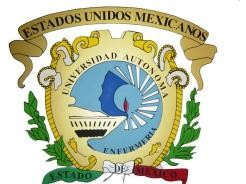 ESTADOS UNIDOS MEXICANOS
UNIVERSIDAD AUTONOMA
ENFERMERIA
ESTADO DE MEXICO